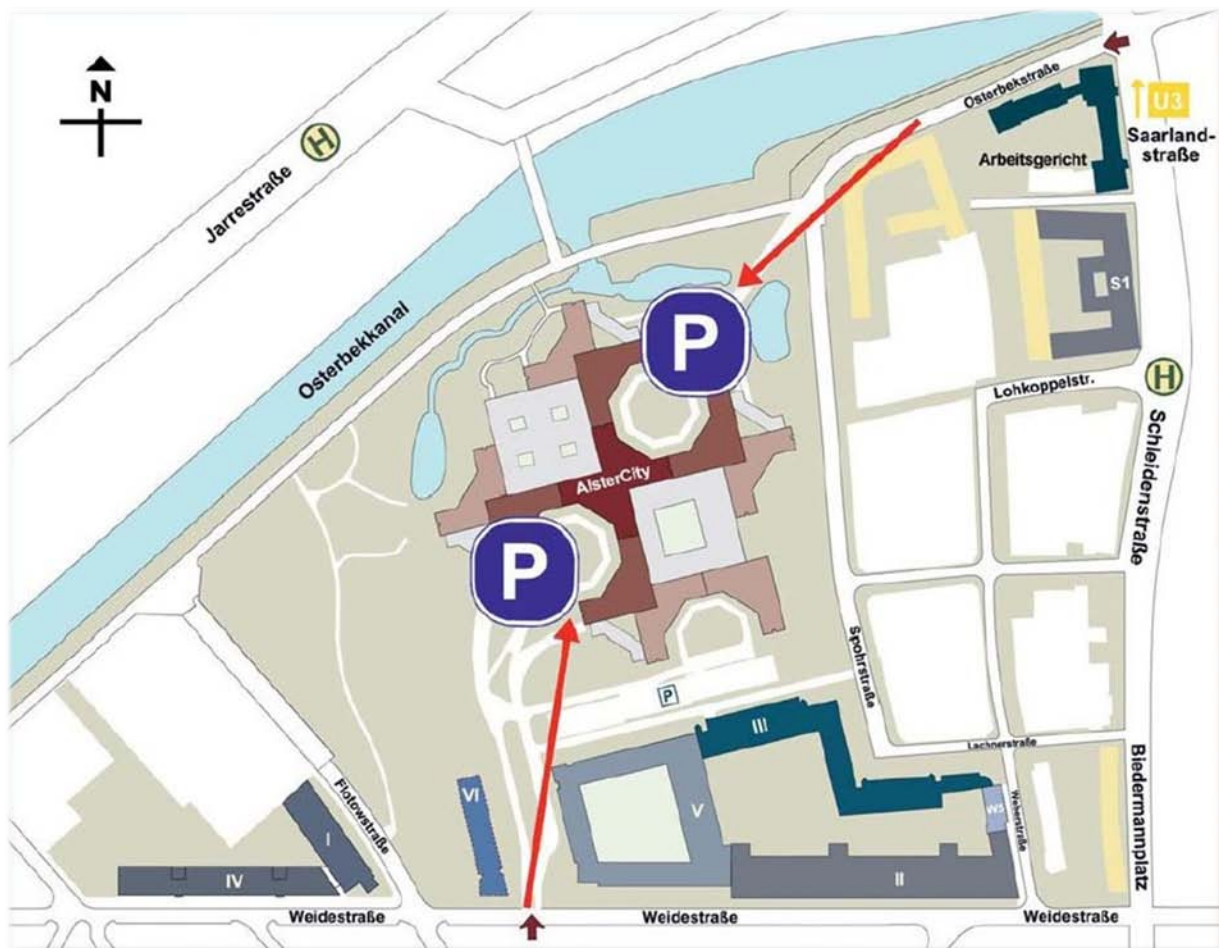 N
Jarrestraße
H
Osterbekkanal
Osterbekstraße
U3
Saarland-
straße
Arbeitsgericht
S1
P
Lohkoppelstr.
H
Schleidenstraße
AlsterCity
P
Spohrstraße
P
III
Lachnerstraße
Biedermannplatz
Flotowstraße
VI
V
W5
Weberstraße
I
IV
II
Weidestraße
Weidestraße
Weidestraße